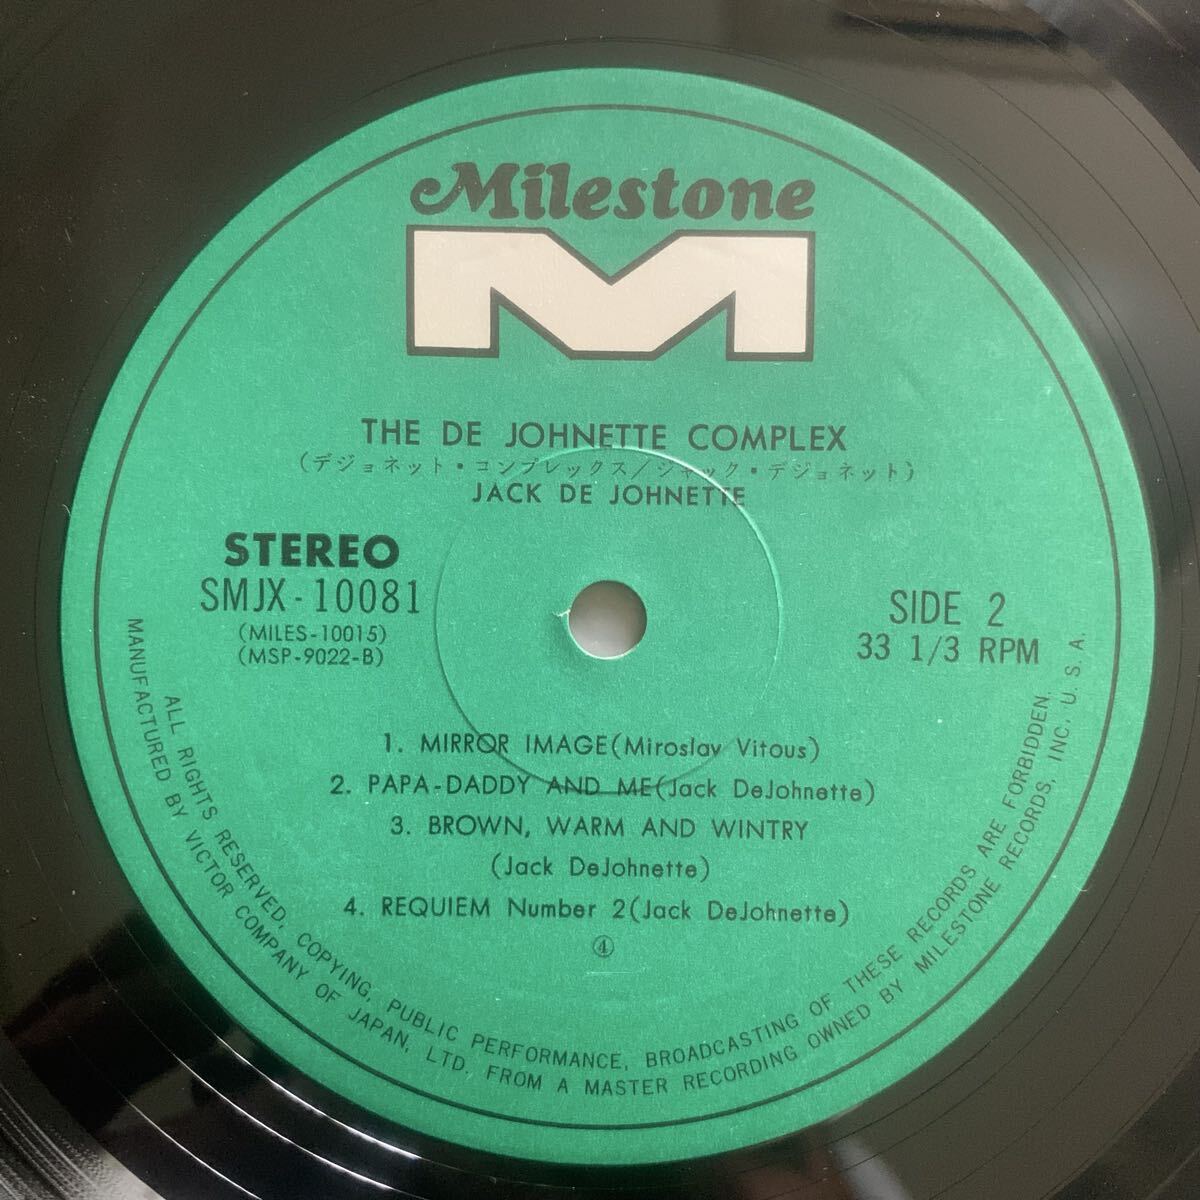 Milestone
M
THE DE JOHNETTE COMPLEX
(デジョネット・コンプレックス/ジャック・デジョネット)
JACK DE JOHNETTE
STEREO
SMJX-10081
(MILES-10015)
(MSP-9022-B)
SIDE 2
33 1/3 RPM
1. MIRROR IMAGE(Miroslav Vitous)
2. PAPA-DADDY AND ME(Jack DeJohnette)
3. BROWN, WARM AND WINTRY
(Jack DeJohnette)
4. REQUIEM Number 2(Jack DeJohnette)
④
ALL RIGHTS RESERVED, COPYING, PUBLIC PERFORMANCE, BROADCASTING OF THESE RECORDS ARE FORBIDDEN.
MANUFACTURED BY VICTOR COMPANY OF JAPAN, LTD. FROM A MASTER RECORDING OWNED BY MILESTONE RECORDS, INC, U. S. A.